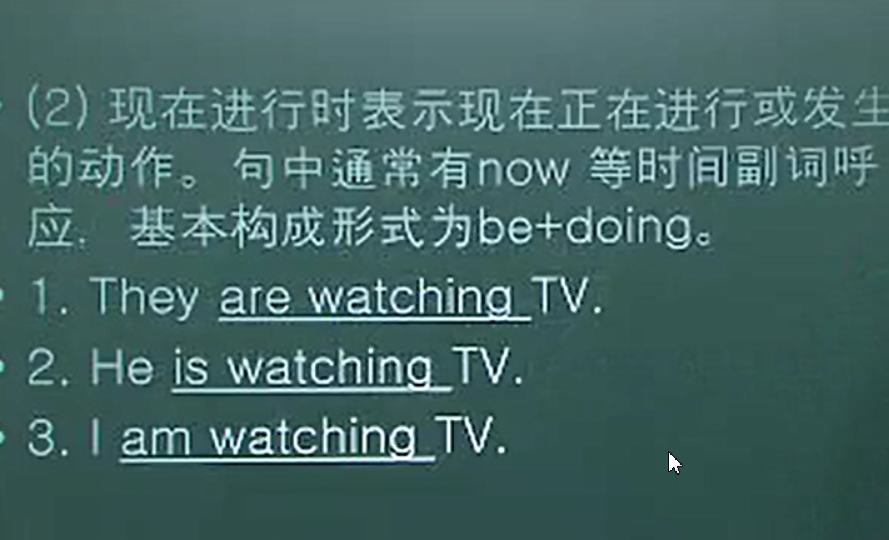 (2) 现在进行时表示现在正在进行或发生
的动作。句中通常有now 等时间副词呼
应. 基本构成形式为be+doing。
1. They are watching TV.
2. He is watching TV.
3. I am watching TV.